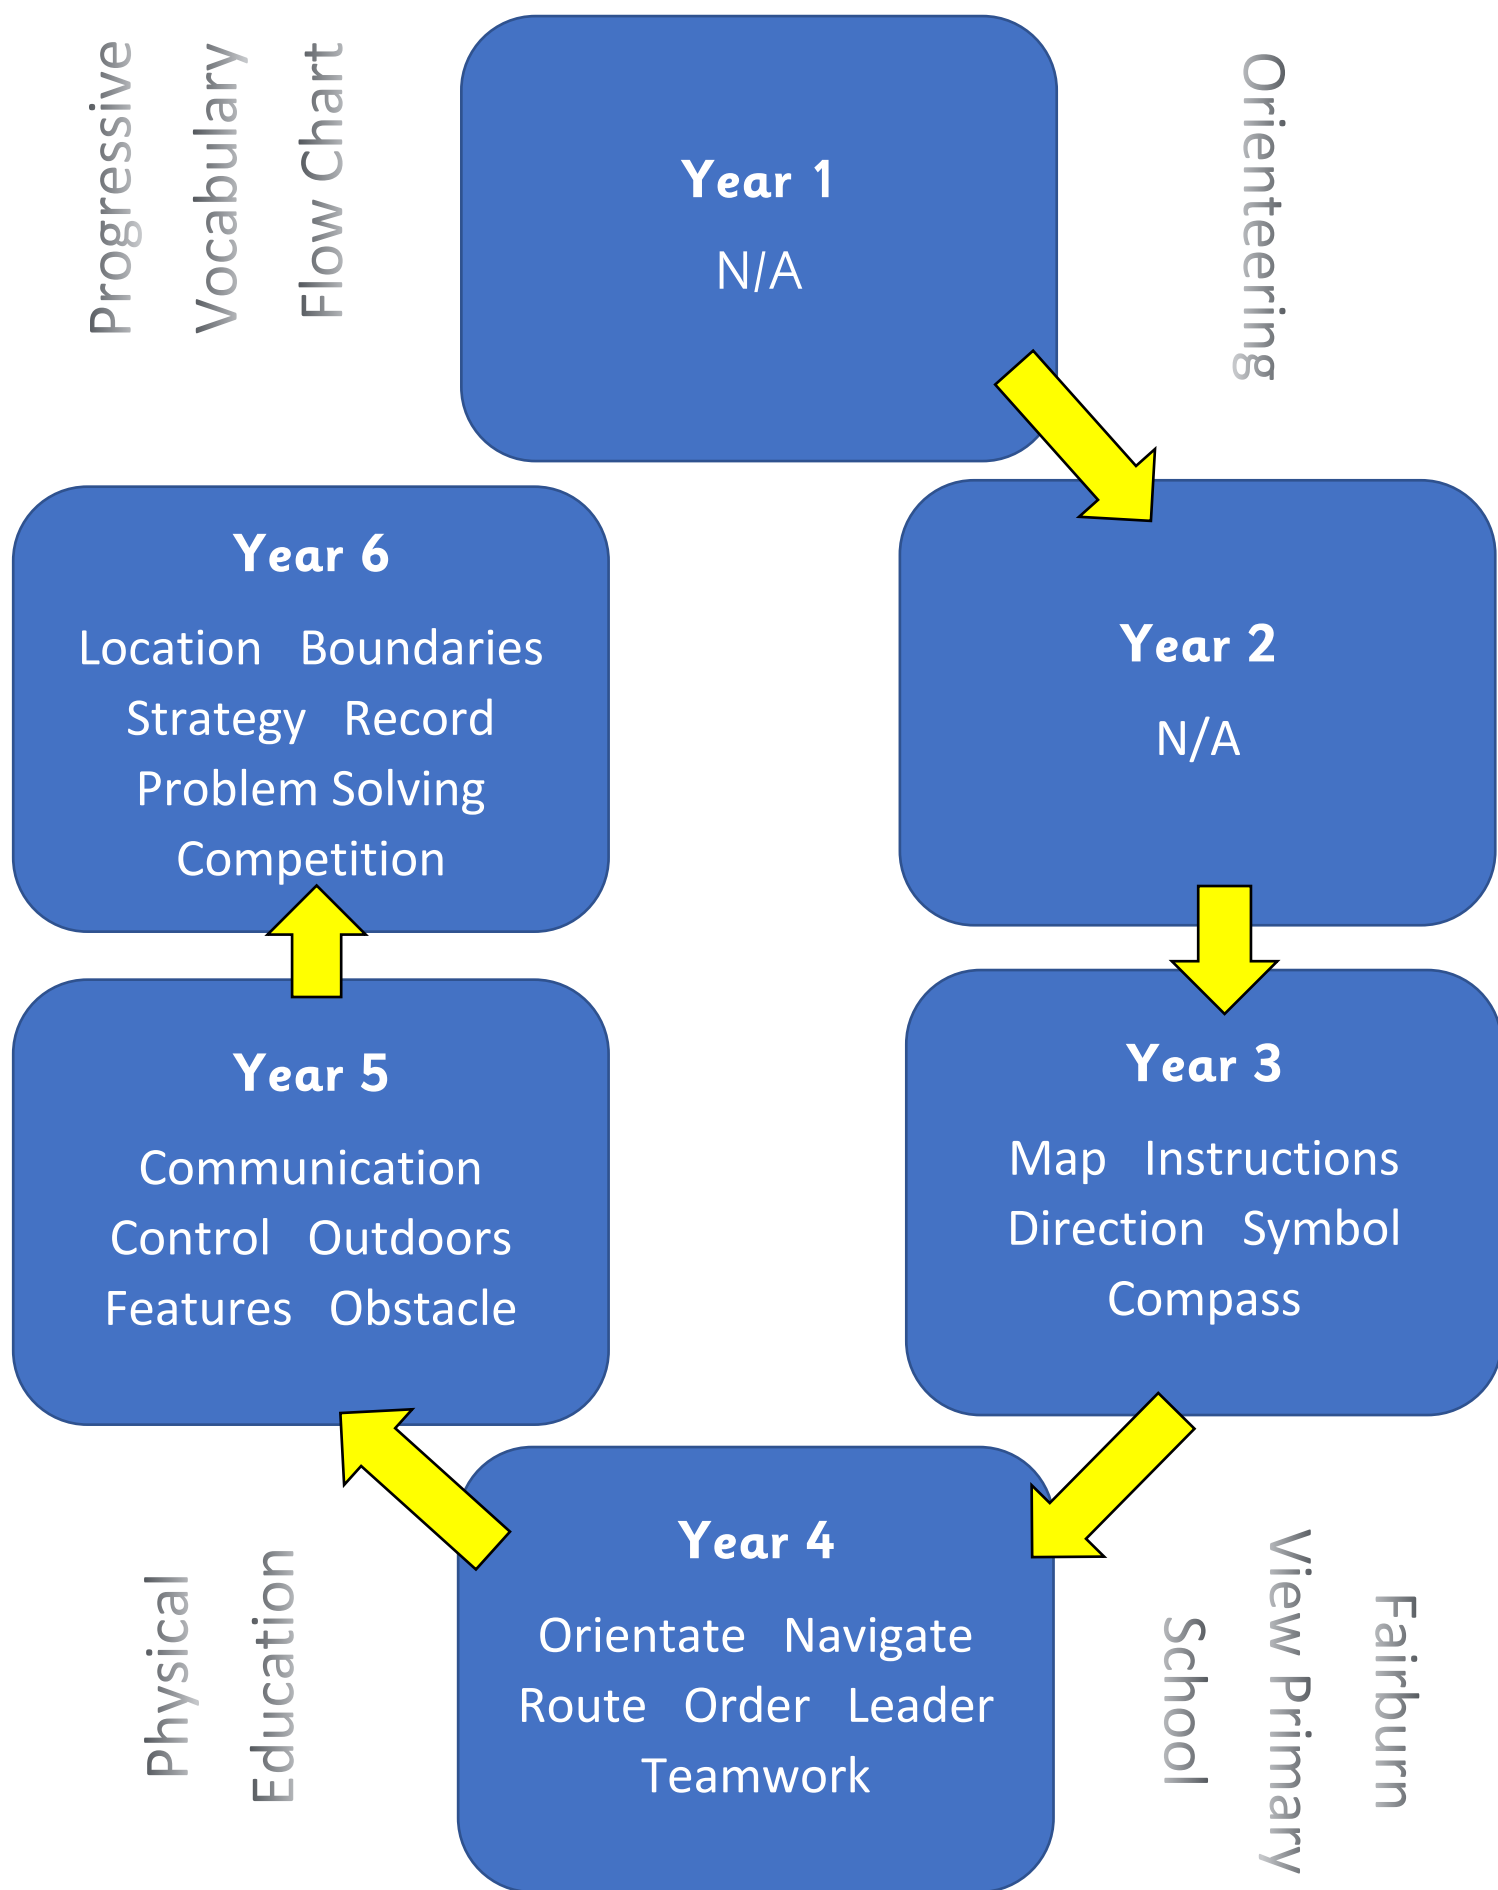 Progressive
Vocabulary
Flow Chart
Orienteering
Year 1
N/A
Year 2
N/A
Year 3
Map Instructions
Direction Symbol
Compass
Year 4
Orientate Navigate
Route Order Leader
Teamwork
Year 5
Communication
Control Outdoors
Features Obstacle
Year 6
Location Boundaries
Strategy Record
Problem Solving
Competition
Physical
Education
Fairburn
View Primary
School